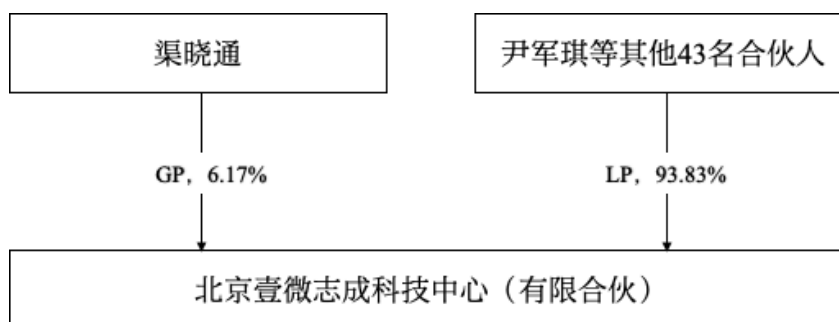 渠晓通
尹军琪等其他43名合伙人
GP，6.17%
LP，93.83%
北京壹微志成科技中心（有限合伙）